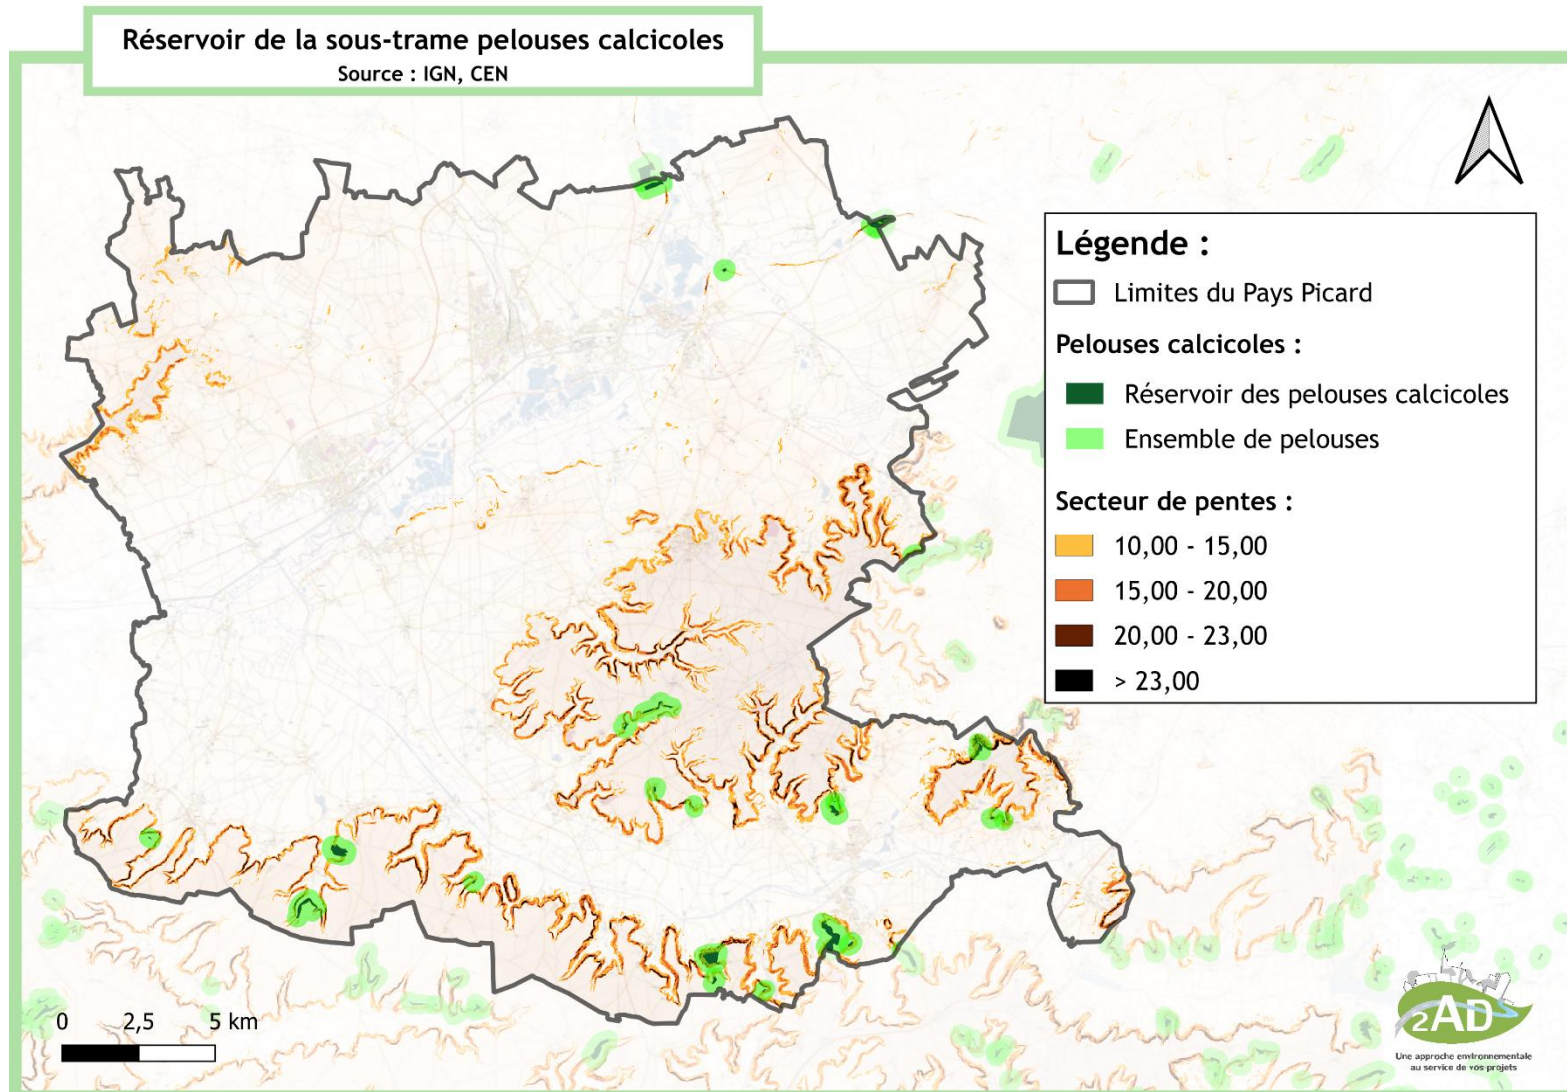 Réservoir de la sous-trame pelouses calcicoles
Source : IGN, CEN
Légende :
Limites du Pays Picard
Pelouses calcicoles :
Réservoir des pelouses calcicoles
Ensemble de pelouses
Secteur de pentes :
10,00 - 15,00
15,00 - 20,00
20,00 - 23,00
> 23,00
0 2,5 5 km
2AD
Une approche environnementale
au service de vos projets